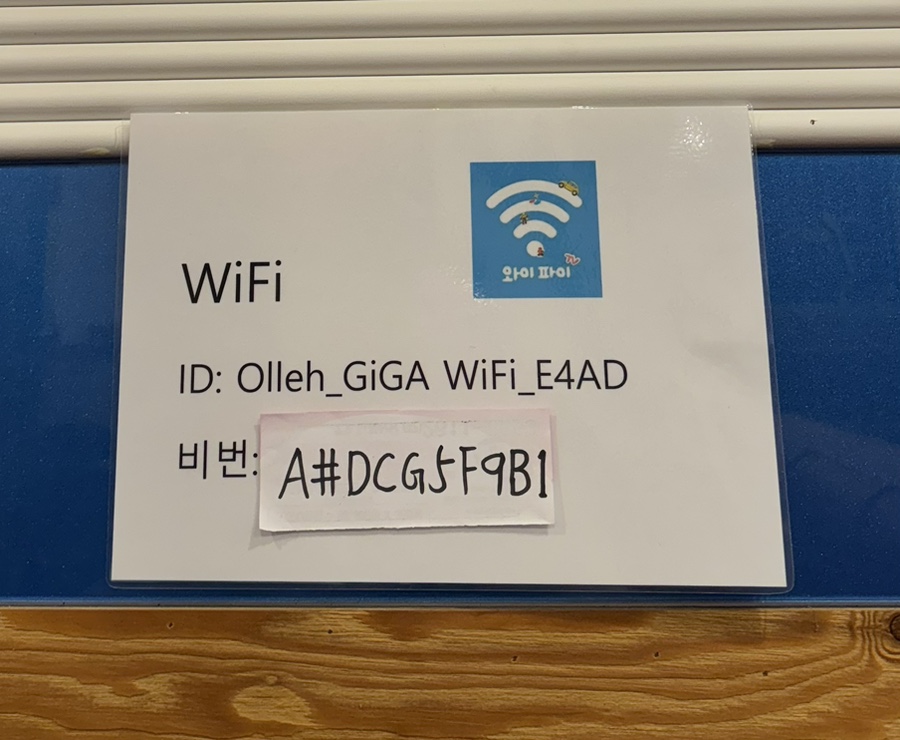 와이파이
WiFi
ID: Olleh_GiGA WiFi_E4AD
비번: A#DCG5F9B1